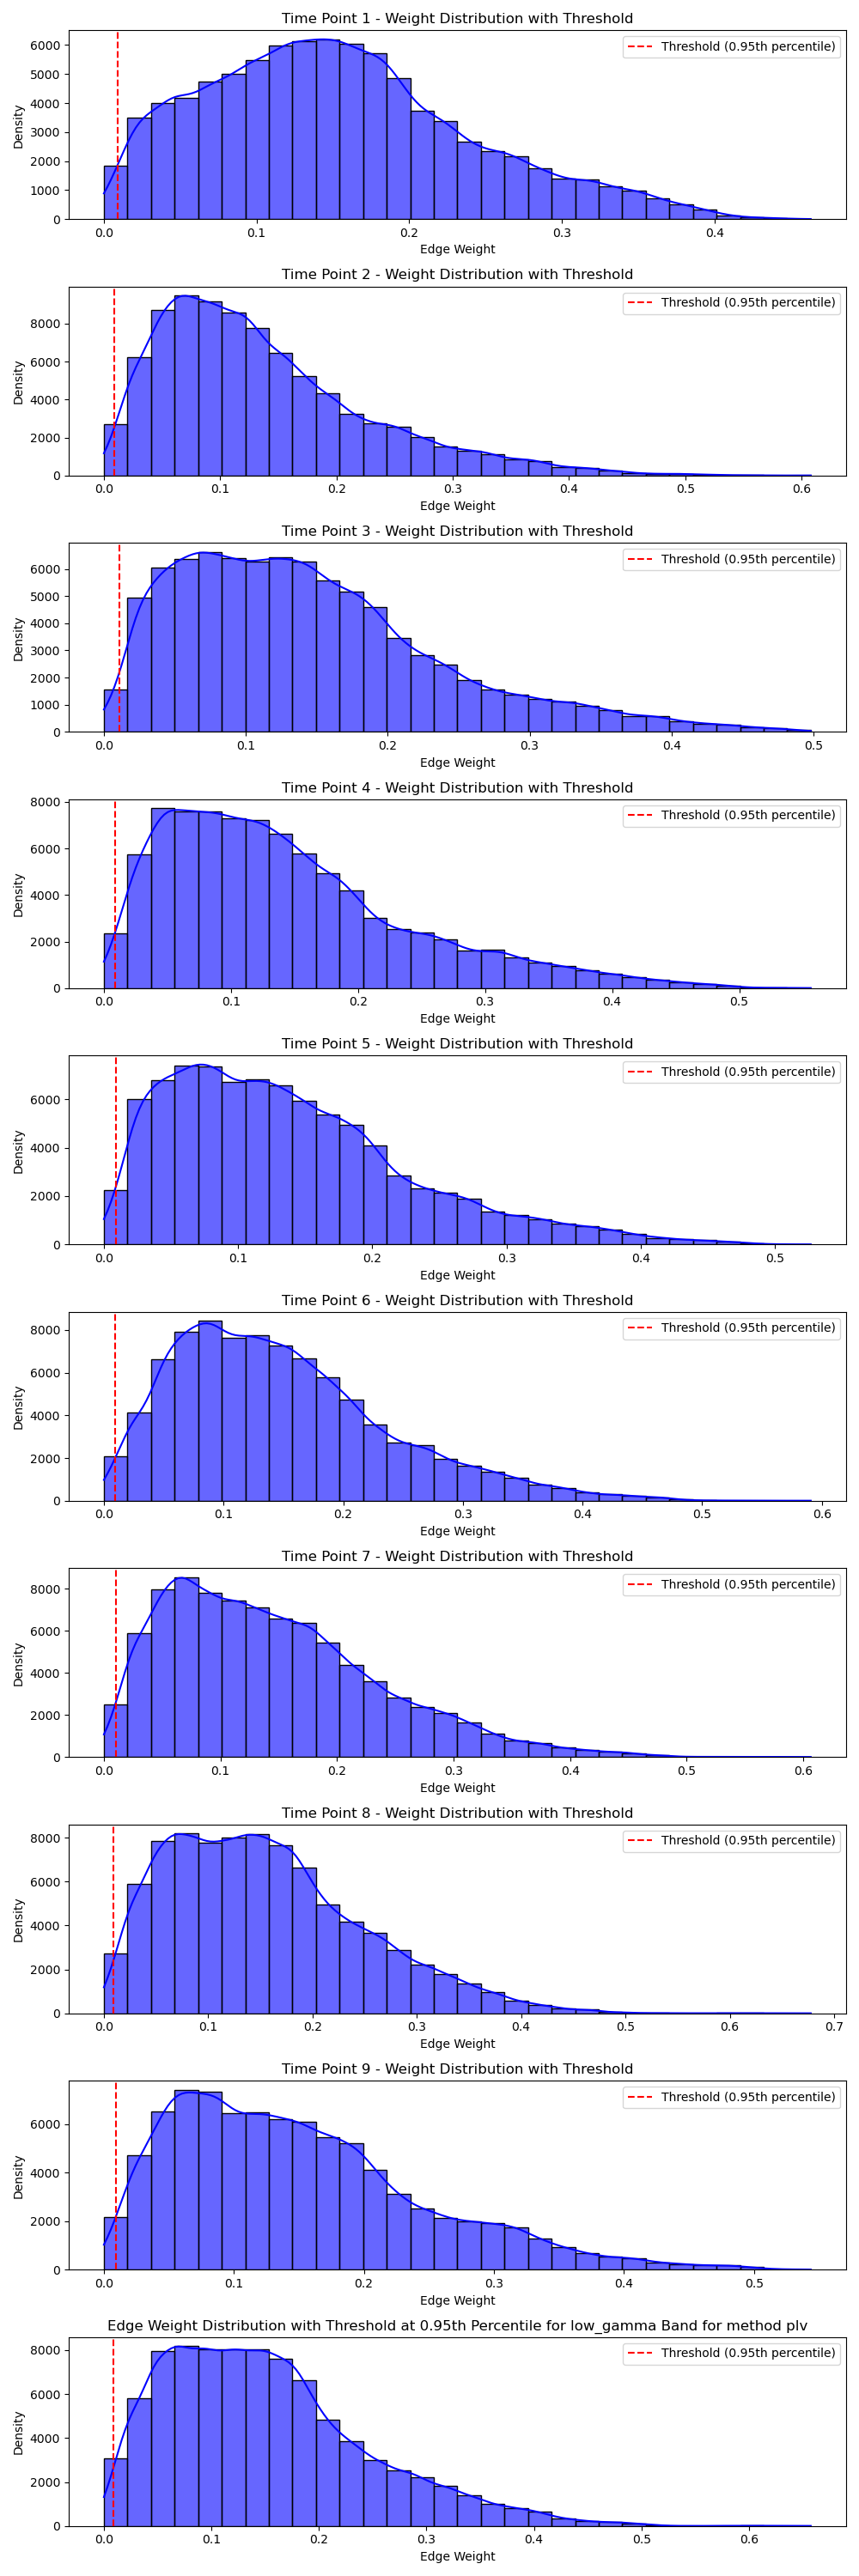 Time Point 1 - Weight Distribution with Threshold
Threshold (0.95th percentile)
6000
5000
4000
3000
2000
1000
0
Density
0.0 0.1 0.2 0.3 0.4
Edge Weight
Time Point 2 - Weight Distribution with Threshold
Threshold (0.95th percentile)
8000
6000
4000
2000
0
Density
0.0 0.1 0.2 0.3 0.4 0.5 0.6
Edge Weight
Time Point 3 - Weight Distribution with Threshold
Threshold (0.95th percentile)
6000
5000
4000
3000
2000
1000
0
Density
0.0 0.1 0.2 0.3 0.4 0.5
Edge Weight
Time Point 4 - Weight Distribution with Threshold
Threshold (0.95th percentile)
8000
6000
4000
2000
0
Density
0.0 0.1 0.2 0.3 0.4 0.5
Edge Weight
Time Point 5 - Weight Distribution with Threshold
Threshold (0.95th percentile)
6000
4000
2000
0
Density
0.0 0.1 0.2 0.3 0.4 0.5
Edge Weight
Time Point 6 - Weight Distribution with Threshold
Threshold (0.95th percentile)
8000
6000
4000
2000
0
Density
0.0 0.1 0.2 0.3 0.4 0.5 0.6
Edge Weight
Time Point 7 - Weight Distribution with Threshold
Threshold (0.95th percentile)
8000
6000
4000
2000
0
Density
0.0 0.1 0.2 0.3 0.4 0.5 0.6
Edge Weight
Time Point 8 - Weight Distribution with Threshold
Threshold (0.95th percentile)
8000
6000
4000
2000
0
Density
0.0 0.1 0.2 0.3 0.4 0.5 0.6 0.7
Edge Weight
Time Point 9 - Weight Distribution with Threshold
Threshold (0.95th percentile)
6000
4000
2000
0
Density
0.0 0.1 0.2 0.3 0.4 0.5
Edge Weight
Edge Weight Distribution with Threshold at 0.95th Percentile for low_gamma Band for method plv
Threshold (0.95th percentile)
8000
6000
4000
2000
0
Density
0.0 0.1 0.2 0.3 0.4 0.5 0.6
Edge Weight